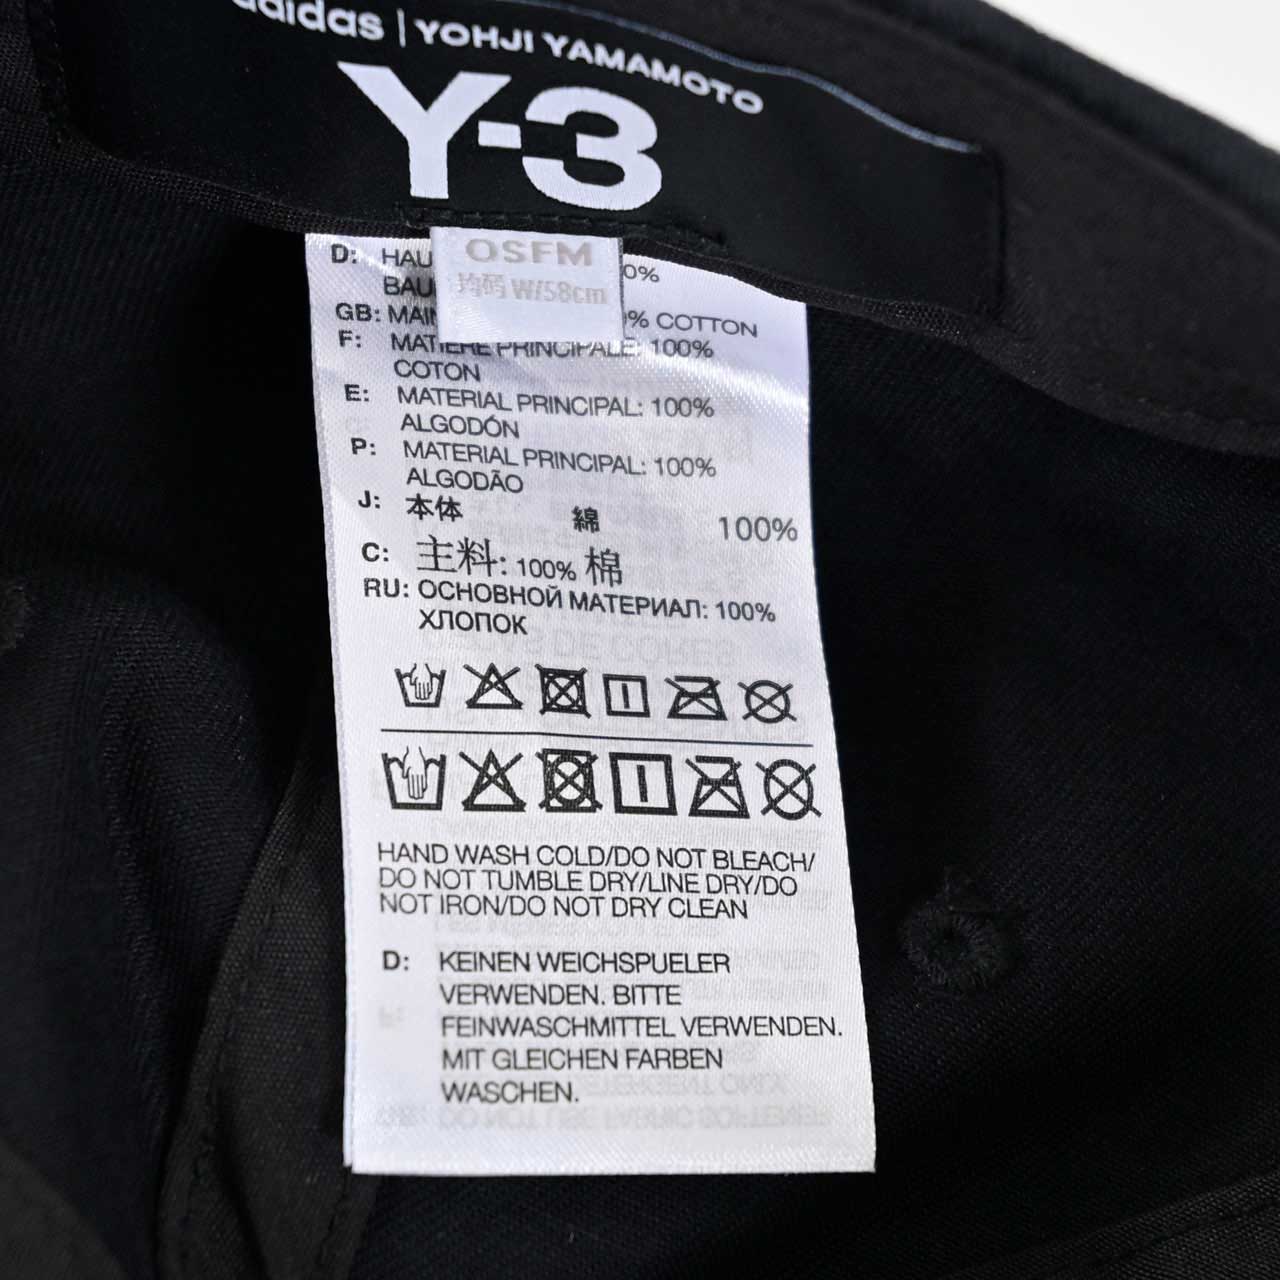 adidas | YOHJI YAMAMOTO
Y-3
OSFM
均码 W/58cm
D: 0%
GB: % COTTON
F: MATIÈRE PRINCIPALE: 100%
COTON
E: MATERIAL PRINCIPAL: 100%
ALGODÓN
P: MATERIAL PRINCIPAL: 100%
ALGODÃO
J: 本体 綿 100%
C: 主料: 100% 棉
RU: ОСНОВНОЙ МАТЕРИАЛ: 100%
ХЛОПОК
HAND WASH COLD/DO NOT BLEACH/
DO NOT TUMBLE DRY/LINE DRY/DO
NOT IRON/DO NOT DRY CLEAN
D: KEINEN WEICHSPUELER
VERWENDEN. BITTE
FEINWASCHMITTEL VERWENDEN.
MIT GLEICHEN FARBEN
WASCHEN.